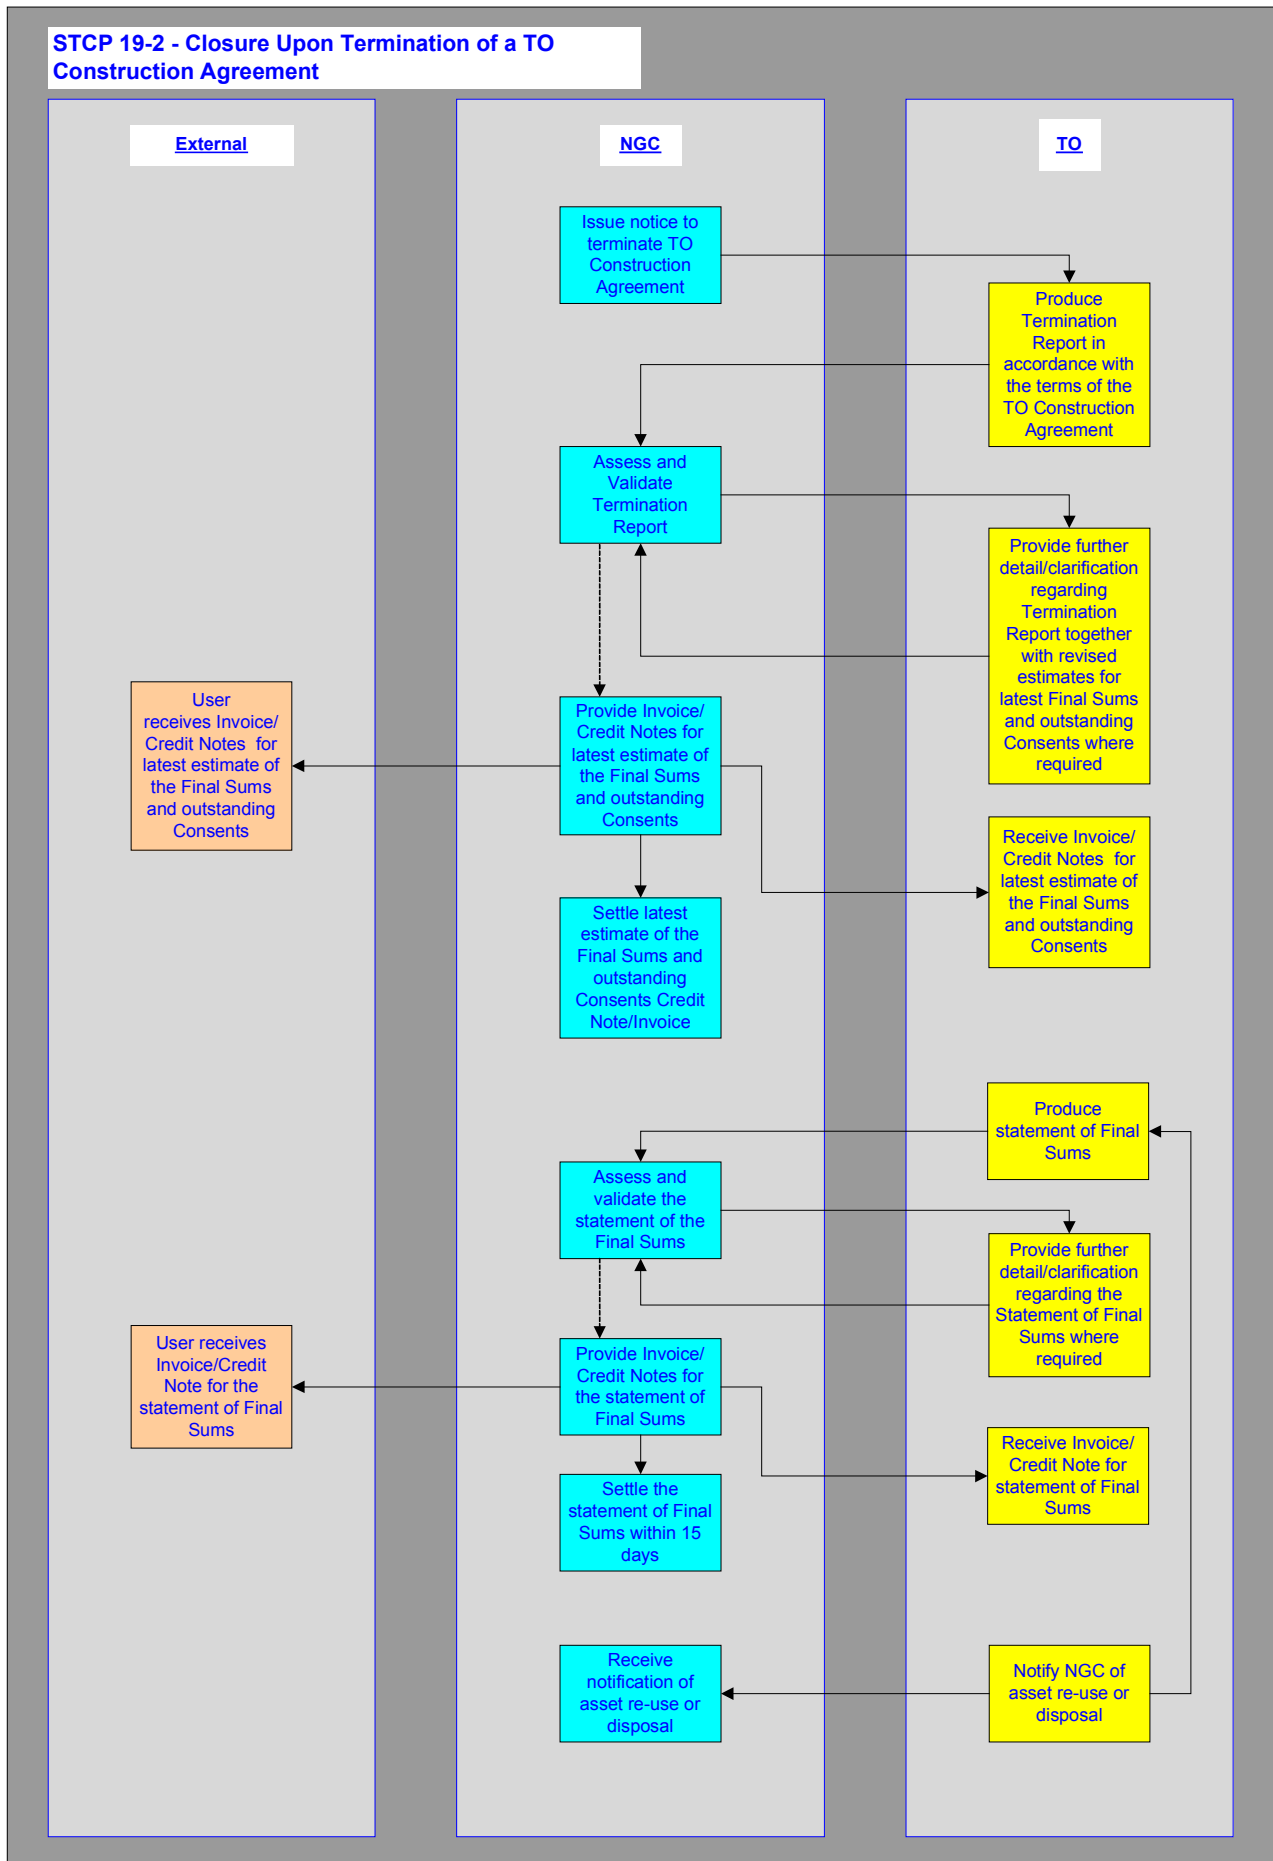 STCP 19-2 - Closure Upon Termination of a TO
Construction Agreement
External
NGC
TO
Issue notice to
terminate TO
Construction
Agreement
Produce
Termination
Report in
accordance with
the terms of the
TO Construction
Agreement
Assess and
Validate
Termination
Report
Provide further
detail/clarification
regarding
Termination
Report together
with revised
estimates for
latest Final Sums
and outstanding
Consents where
required
User
receives Invoice/
Credit Notes for
latest estimate of
the Final Sums
and outstanding
Consents
Provide Invoice/
Credit Notes for
latest estimate of
the Final Sums
and outstanding
Consents
Receive Invoice/
Credit Notes for
latest estimate of
the Final Sums
and outstanding
Consents
Settle latest
estimate of the
Final Sums and
outstanding
Consents Credit
Note/Invoice
Produce
statement of Final
Sums
Assess and
validate the
statement of the
Final Sums
Provide further
detail/clarification
regarding the
Statement of Final
Sums where
required
User receives
Invoice/Credit
Note for the
statement of Final
Sums
Provide Invoice/
Credit Notes for
the statement of
Final Sums
Receive Invoice/
Credit Note for
statement of Final
Sums
Settle the
statement of Final
Sums within 15
days
Receive
notification of
asset re-use or
disposal
Notify NGC of
asset re-use or
disposal